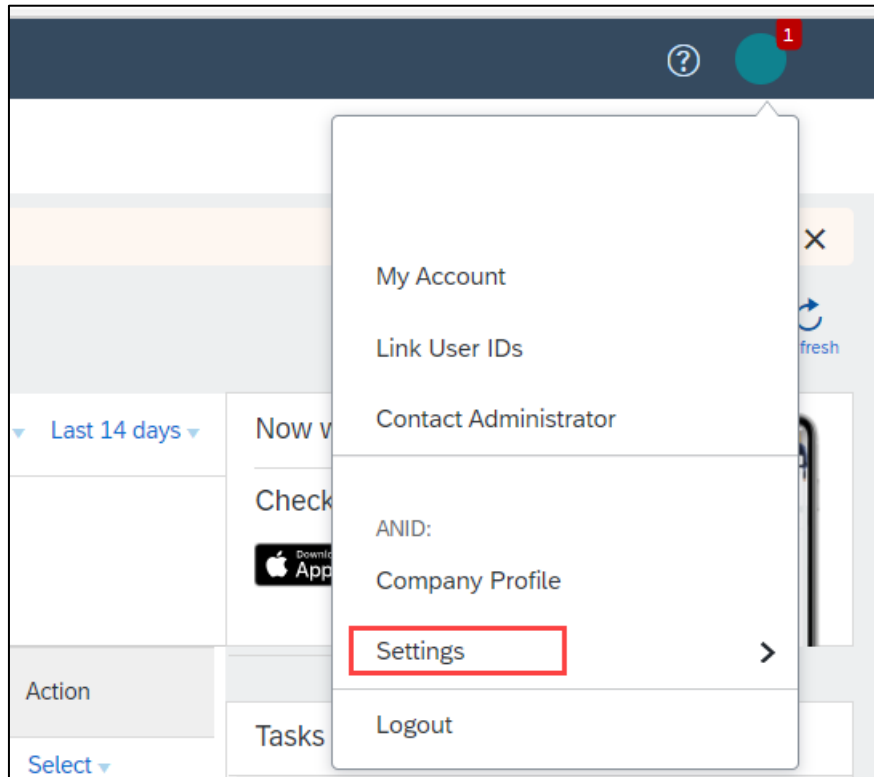 1
?
My Account
fresh
Link User IDs
Last 14 days
Now
Contact Administrator
Check
ANID:
App
Company Profile
Settings
Action
Tasks
Logout
Select